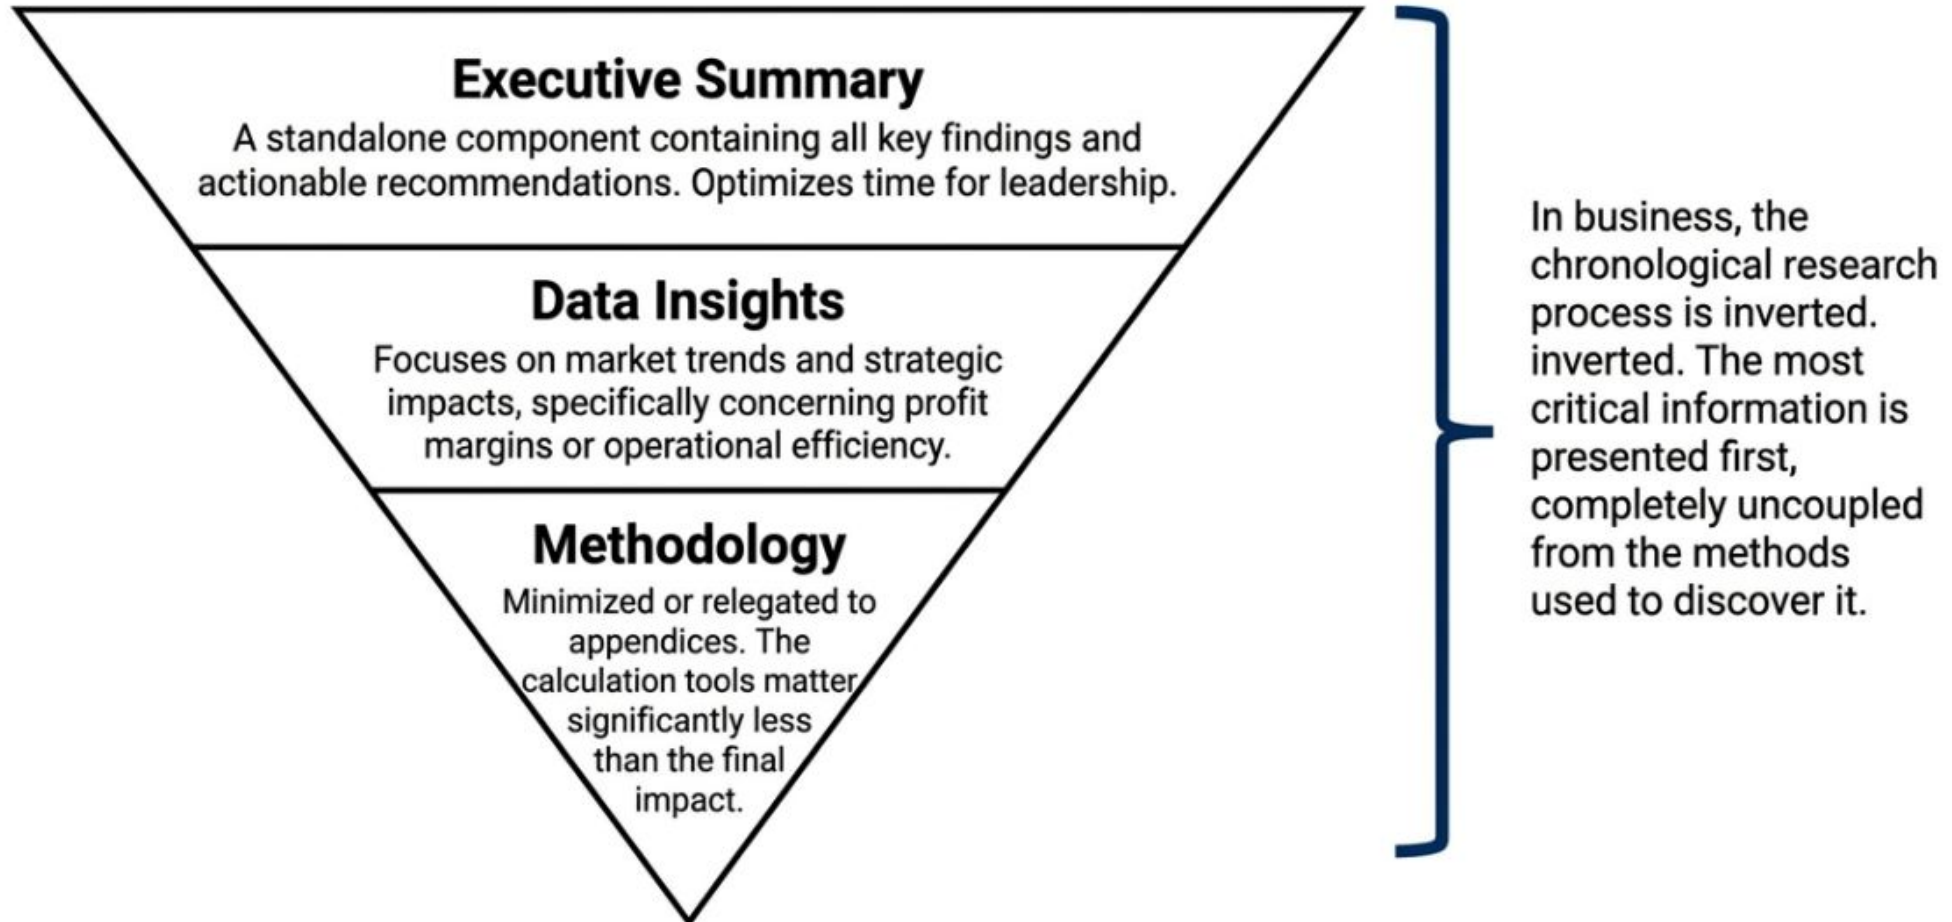 Executive Summary
A standalone component containing all key findings and
actionable recommendations. Optimizes time for leadership.
Data Insights
Focuses on market trends and strategic
impacts, specifically concerning profit
margins or operational efficiency.
Methodology
Minimized or relegated to
appendices. The
calculation tools matter
significantly less
than the final
impact.
In business, the
chronological research
process is inverted.
inverted. The most
critical information is
presented first,
completely uncoupled
from the methods
used to discover it.